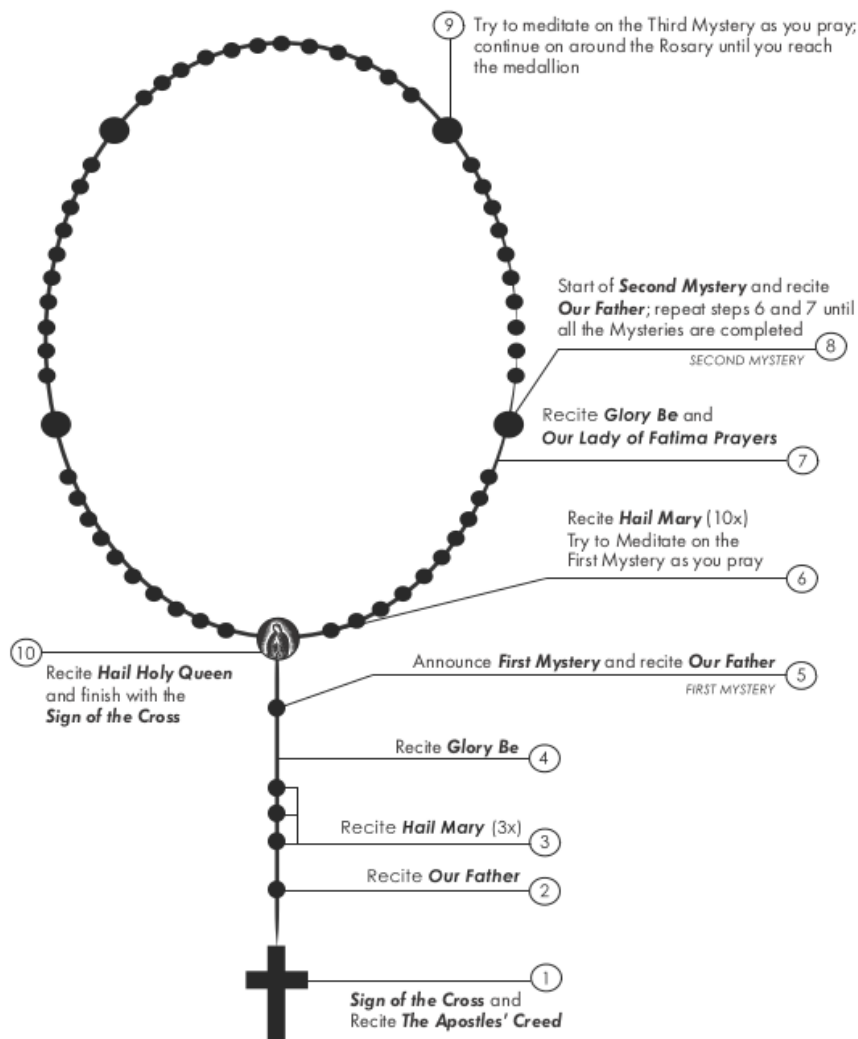 9 Try to meditate on the Third Mystery as you pray;
continue on around the Rosary until you reach
the medallion
Start of Second Mystery and recite
Our Father; repeat steps 6 and 7 until
all the Mysteries are completed
8
SECOND MYSTERY
Recite Glory Be and
Our Lady of Fatima Prayers
7
Recite Hail Mary (10x)
Try to Meditate on the
First Mystery as you pray
6
10
Recite Hail Holy Queen
and finish with the
Sign of the Cross
Announce First Mystery and recite Our Father
5
FIRST MYSTERY
Recite Glory Be
4
Recite Hail Mary (3x)
3
Recite Our Father
2
1
Sign of the Cross and
Recite The Apostles' Creed